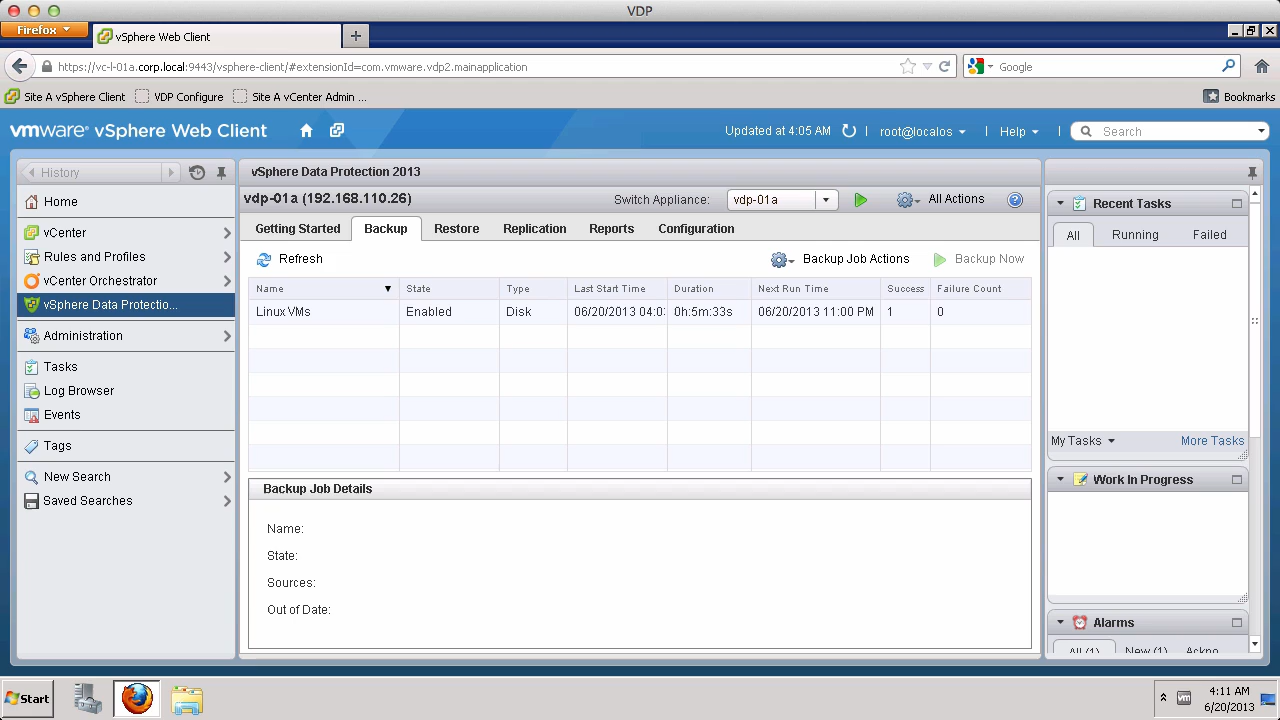 VDP
Firefox
vSphere Web Client
https://vc-l-01a.corp.local:9443/vsphere-client/#extensionId=com.vmware.vdp2.mainapplication
Google
Site A vSphere Client
VDP Configure
Site A vCenter Admin ...
Bookmarks
vmware® vSphere Web Client
Updated at 4:05 AM
root@localos
Help
Search
History
Home
vCenter
Rules and Profiles
vCenter Orchestrator
vSphere Data Protectio...
Administration
Tasks
Log Browser
Events
Tags
New Search
Saved Searches
vSphere Data Protection 2013
vdp-01a (192.168.110.26)
Switch Appliance:
vdp-01a
All Actions
Getting Started
Backup
Restore
Replication
Reports
Configuration
Refresh
Backup Job Actions
Backup Now
Name State Type Last Start Time Duration Next Run Time Success Failure Count
Linux VMs Enabled Disk 06/20/2013 04:0: 0h:5m:33s 06/20/2013 11:00 PM 1 0
Backup Job Details
Name:
State:
Sources:
Out of Date:
Recent Tasks
All
Running
Failed
My Tasks
More Tasks
Work In Progress
Alarms
All (1)
New (1)
Ackno...
Start
vm
4:11 AM
6/20/2013